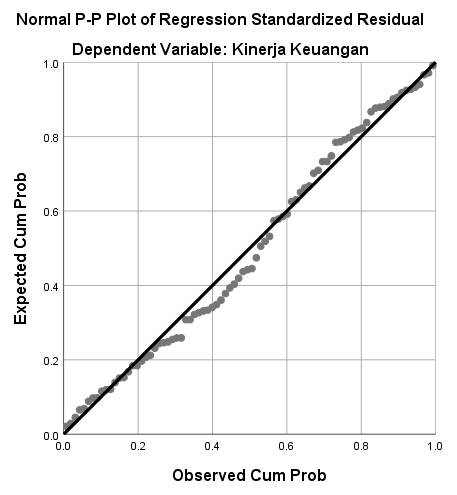 Normal P-P Plot of Regression Standardized Residual
Dependent Variable: Kinerja Keuangan
1.0
0.8
0.6
0.4
0.2
0.0
Expected Cum Prob
0.0 0.2 0.4 0.6 0.8 1.0
Observed Cum Prob